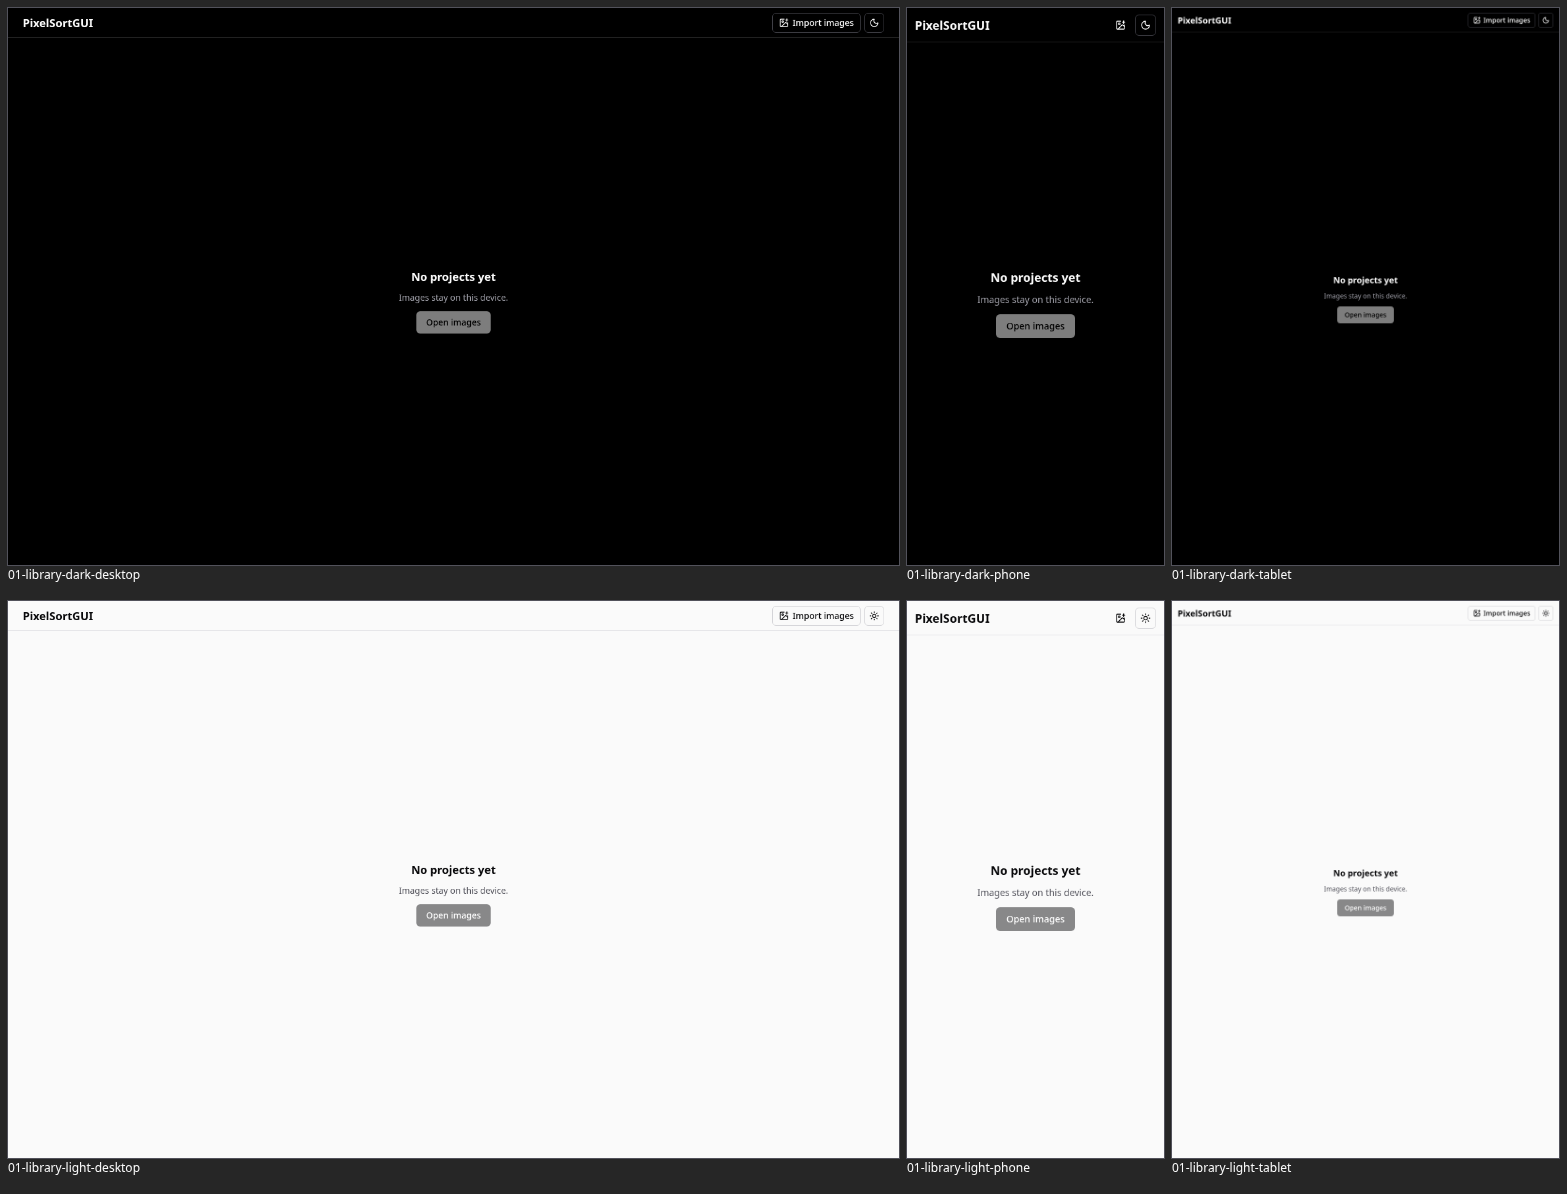 PixelSortGUI
Import images
No projects yet
Images stay on this device.
Open images
01-library-dark-desktop
PixelSortGUI
No projects yet
Images stay on this device.
Open images
01-library-dark-phone
PixelSortGUI
Import images
No projects yet
Images stay on this device.
Open images
01-library-dark-tablet
PixelSortGUI
Import images
No projects yet
Images stay on this device.
Open images
01-library-light-desktop
PixelSortGUI
No projects yet
Images stay on this device.
Open images
01-library-light-phone
PixelSortGUI
Import images
No projects yet
Images stay on this device.
Open images
01-library-light-tablet